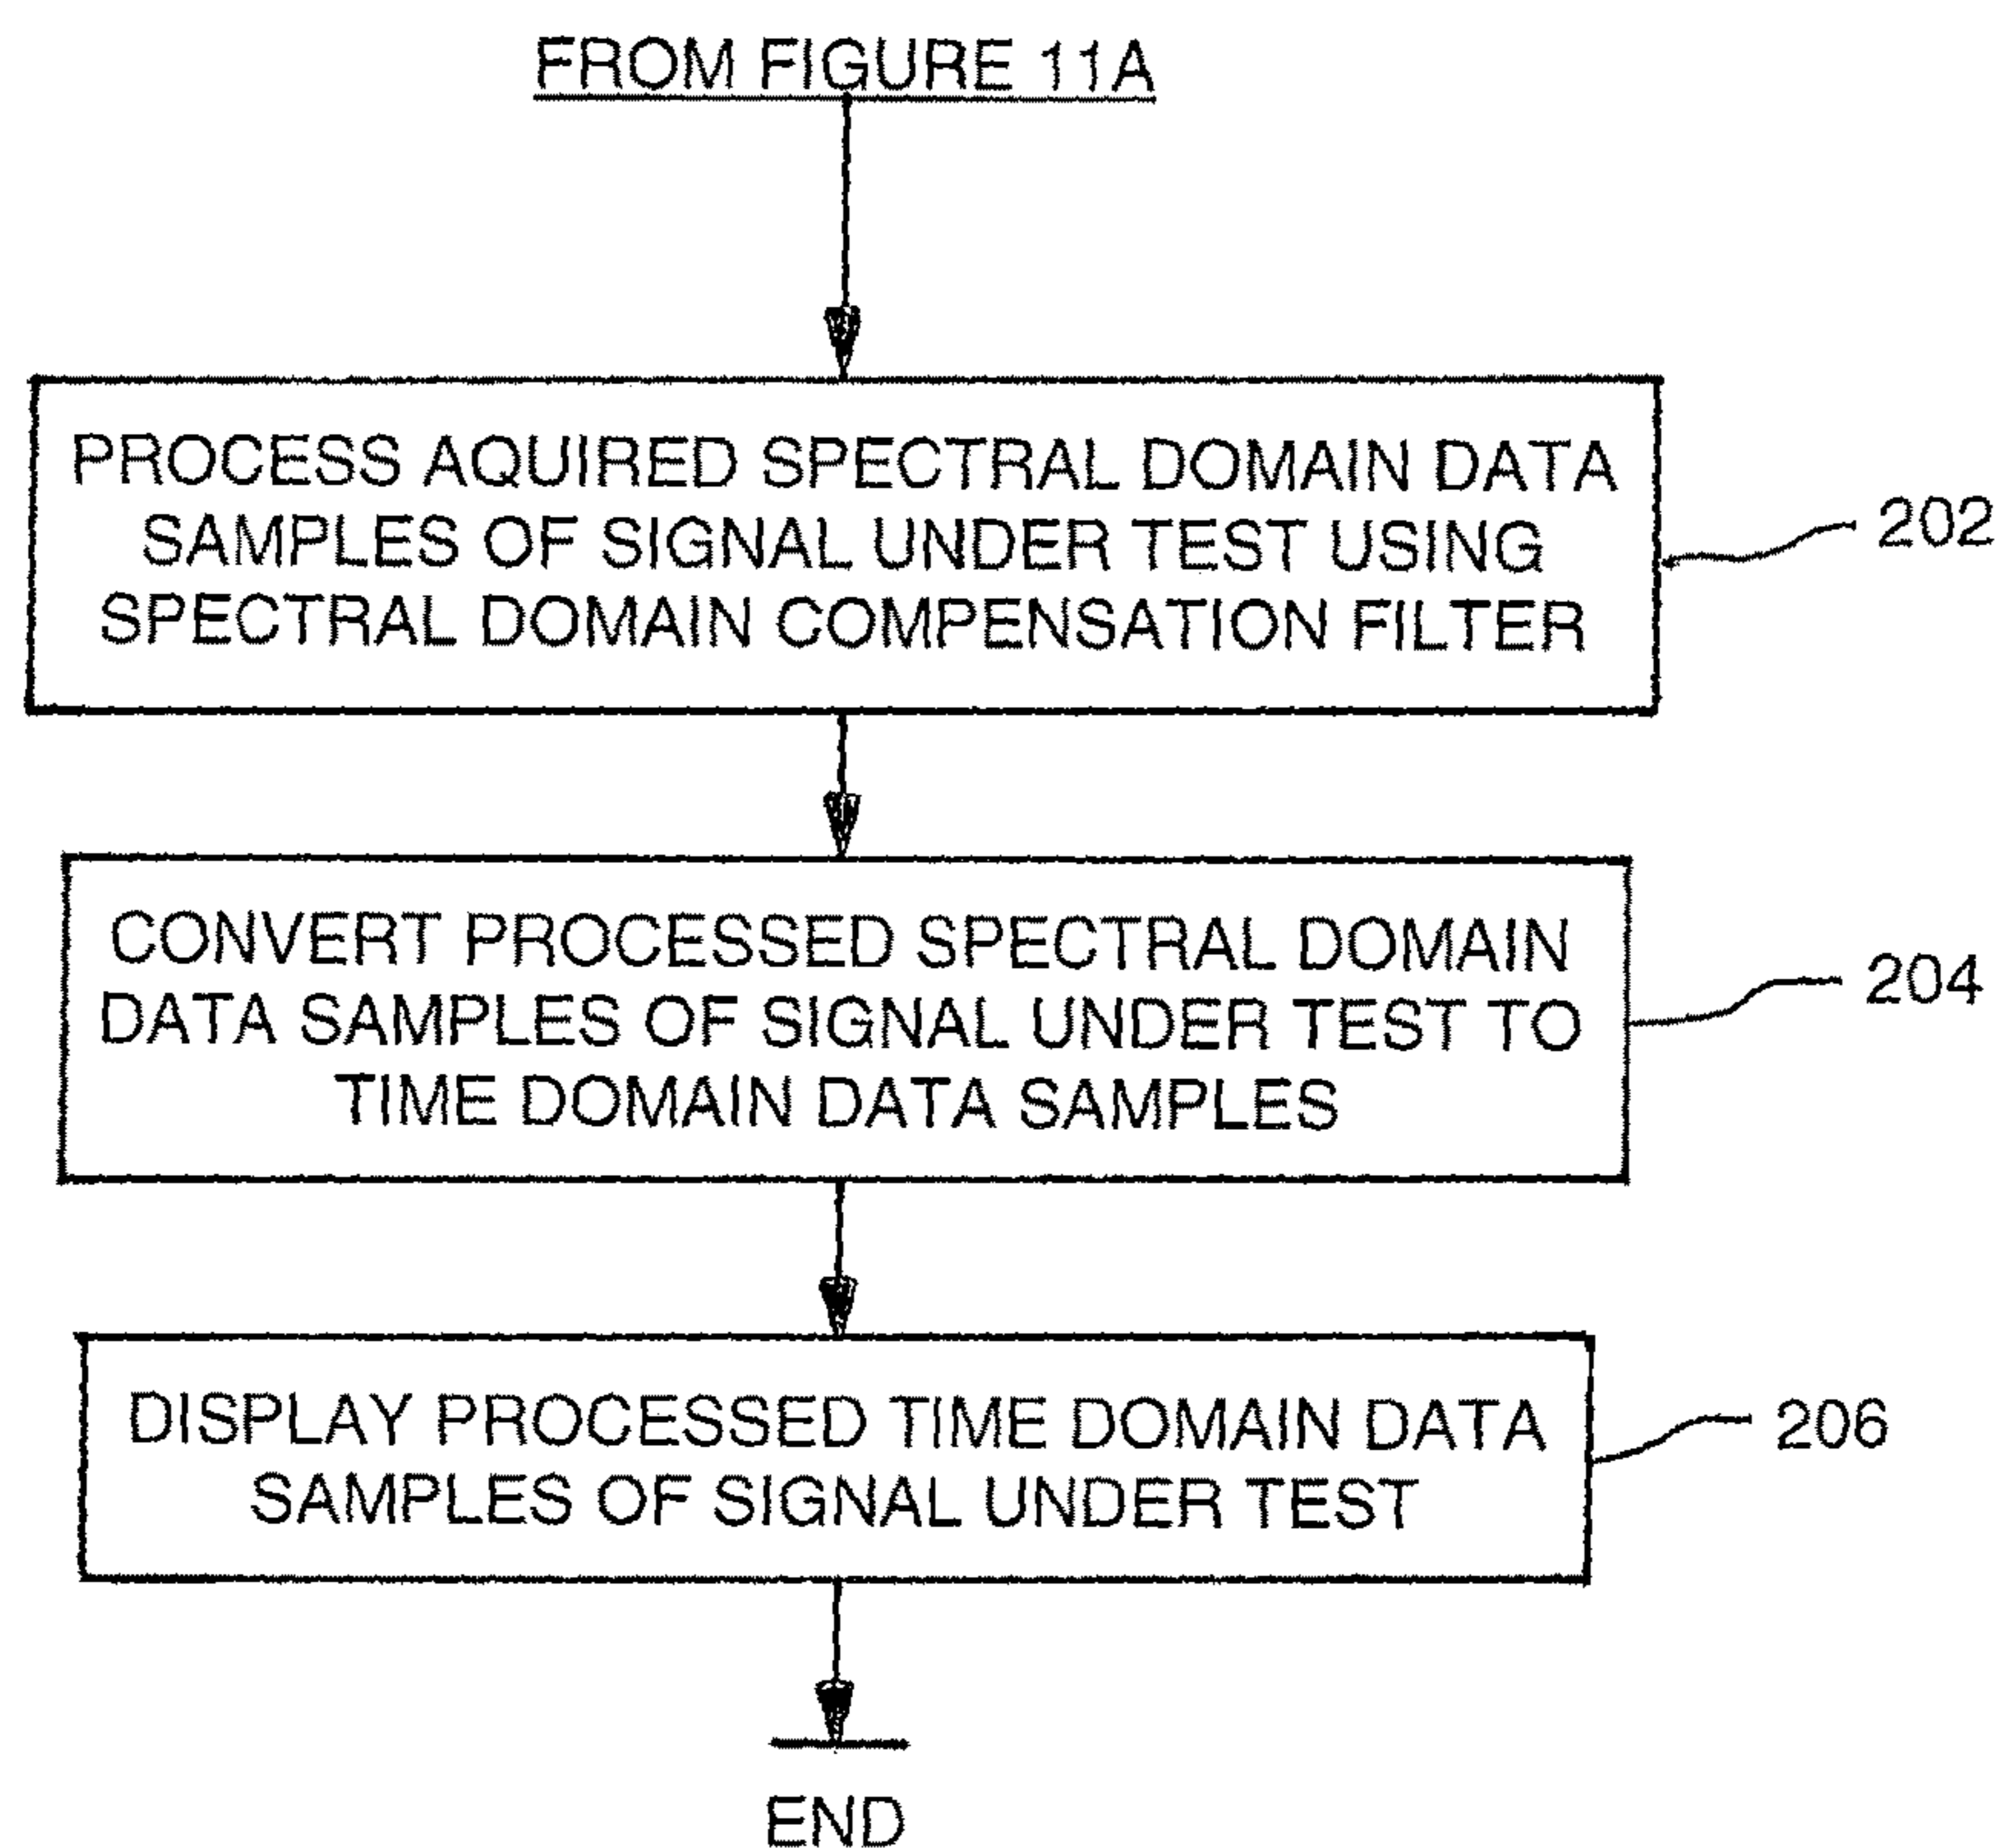 FROM FIGURE 11A
PROCESS AQUIRED SPECTRAL DOMAIN DATA
SAMPLES OF SIGNAL UNDER TEST USING
SPECTRAL DOMAIN COMPENSATION FILTER
202
CONVERT PROCESSED SPECTRAL DOMAIN
DATA SAMPLES OF SIGNAL UNDER TEST TO
TIME DOMAIN DATA SAMPLES
204
DISPLAY PROCESSED TIME DOMAIN DATA
SAMPLES OF SIGNAL UNDER TEST
206
END